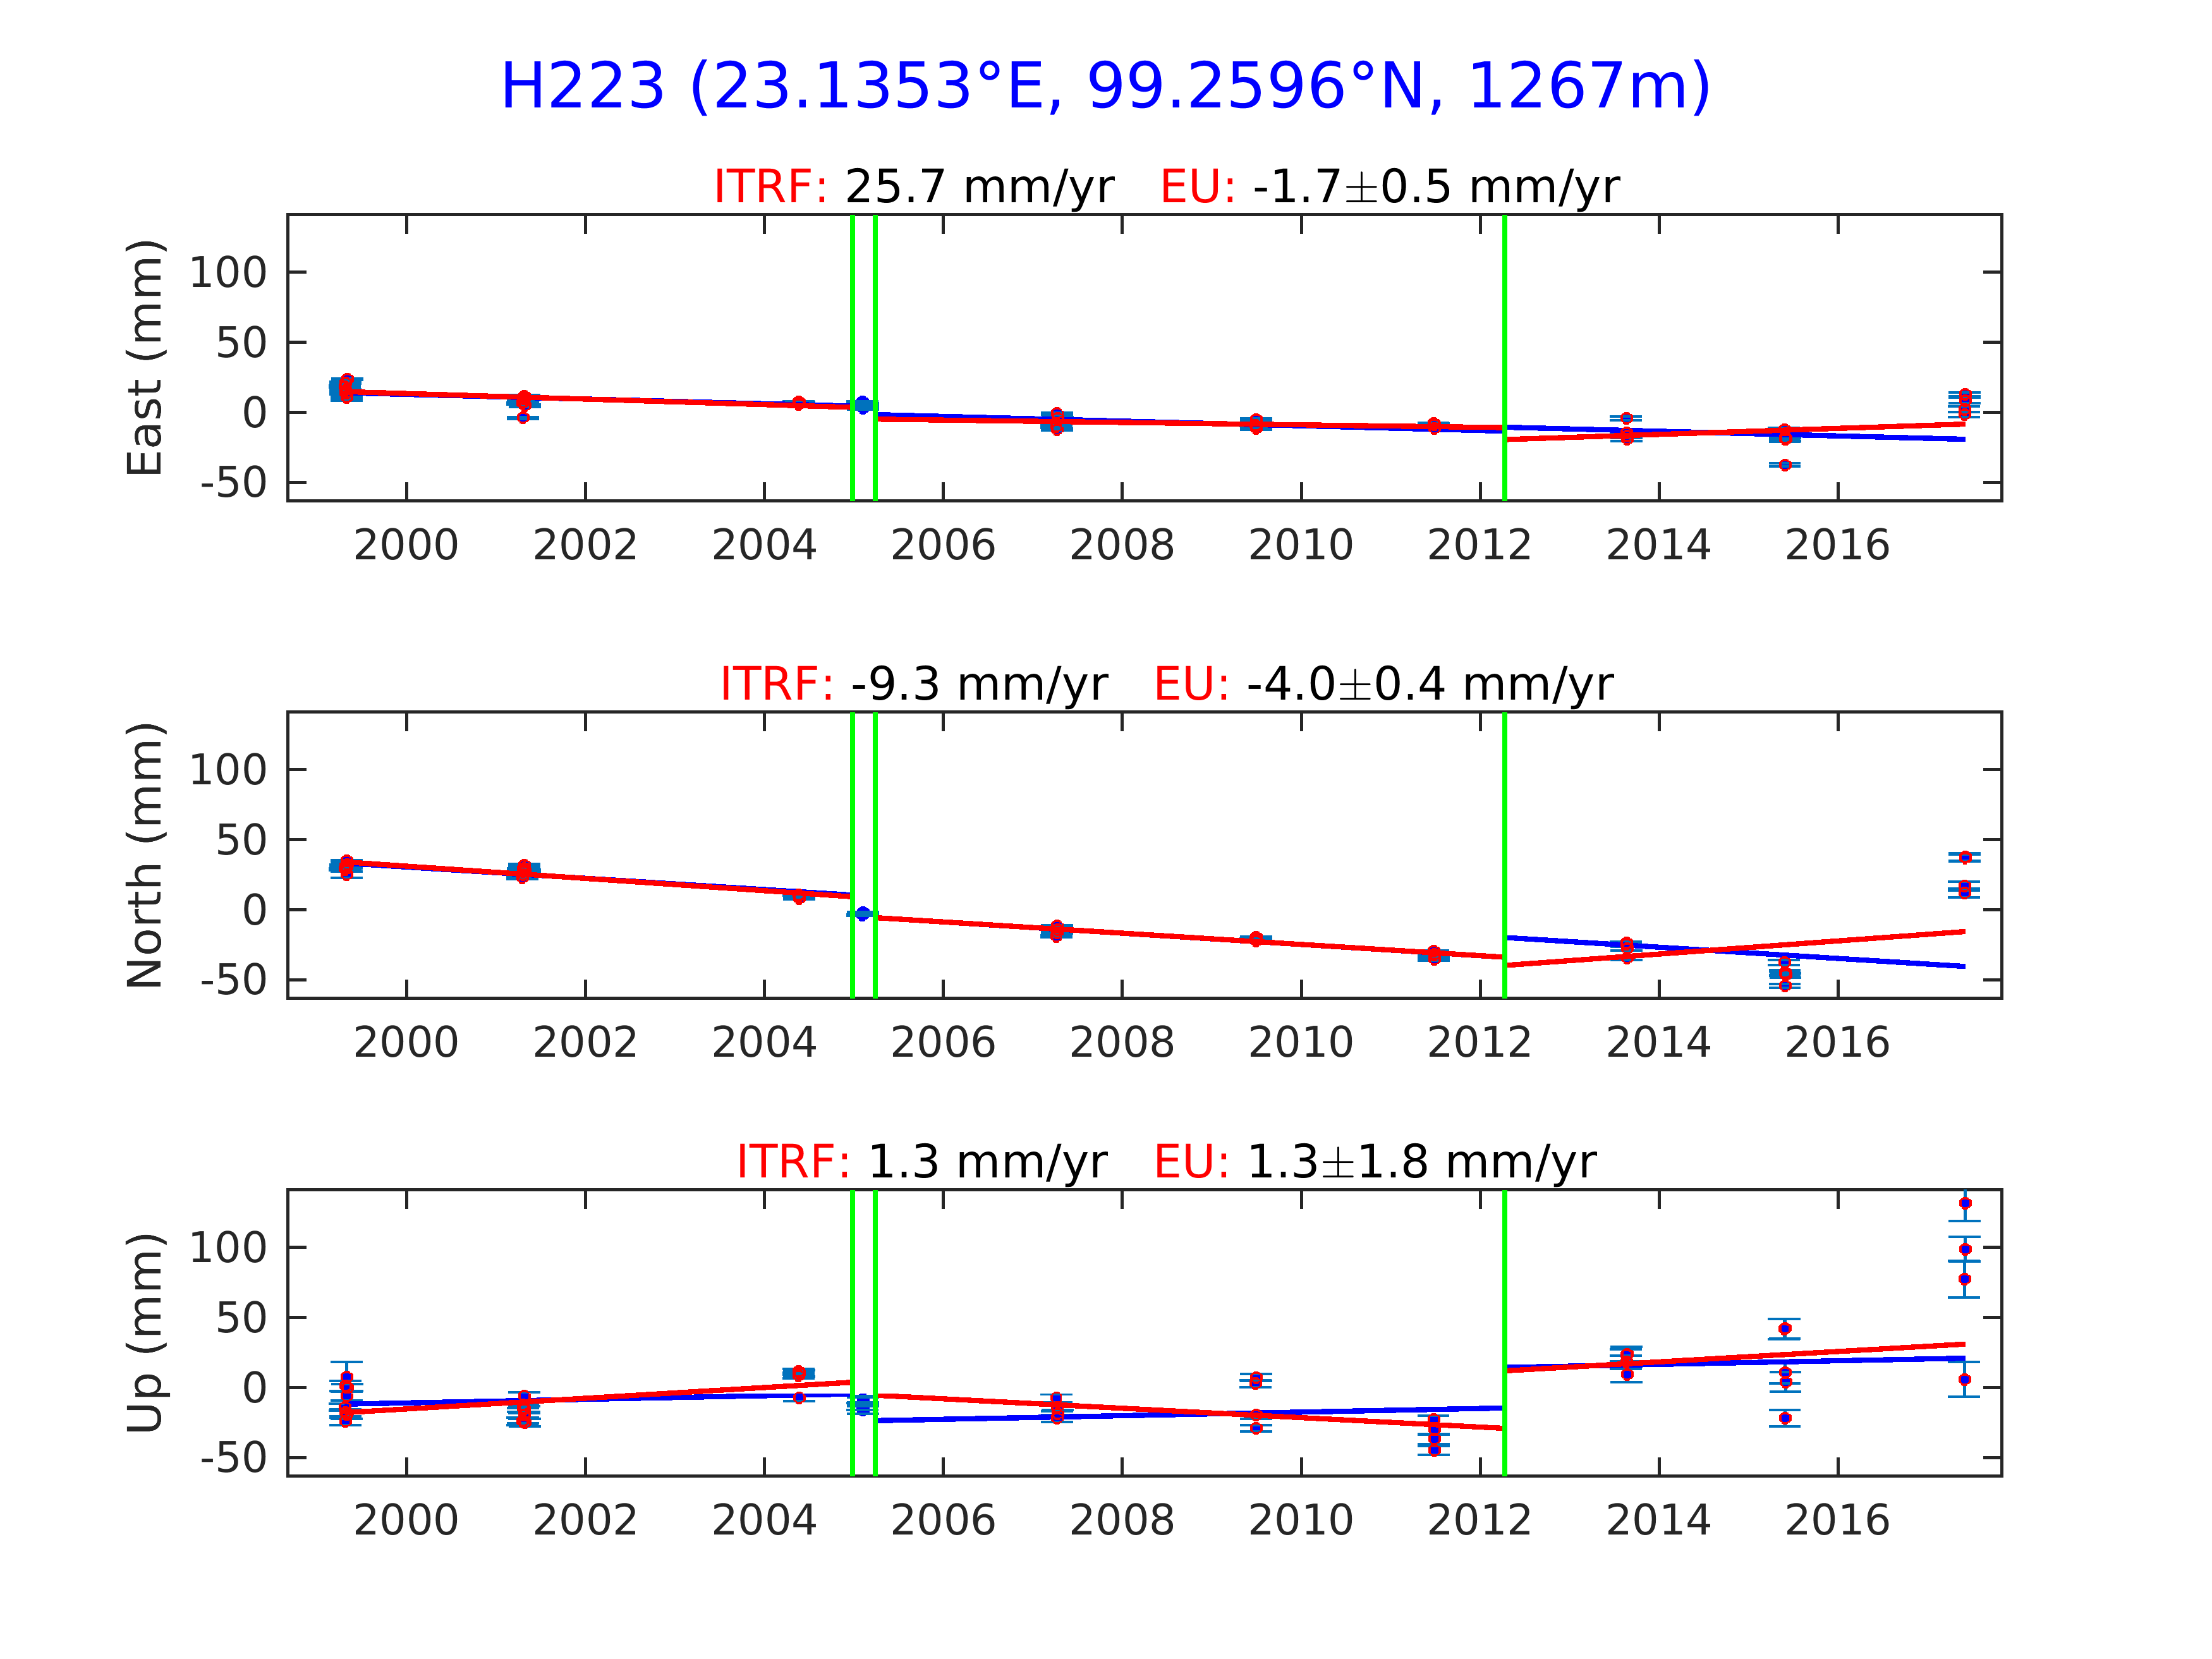 H223 (23.1353°E, 99.2596°N, 1267m)
ITRF: 25.7 mm/yr EU: -1.7±0.5 mm/yr
East (mm)
100
50
0
-50
2000 2002 2004 2006 2008 2010 2012 2014 2016
ITRF: -9.3 mm/yr EU: -4.0±0.4 mm/yr
North (mm)
100
50
0
-50
2000 2002 2004 2006 2008 2010 2012 2014 2016
ITRF: 1.3 mm/yr EU: 1.3±1.8 mm/yr
Up (mm)
100
50
0
-50
2000 2002 2004 2006 2008 2010 2012 2014 2016